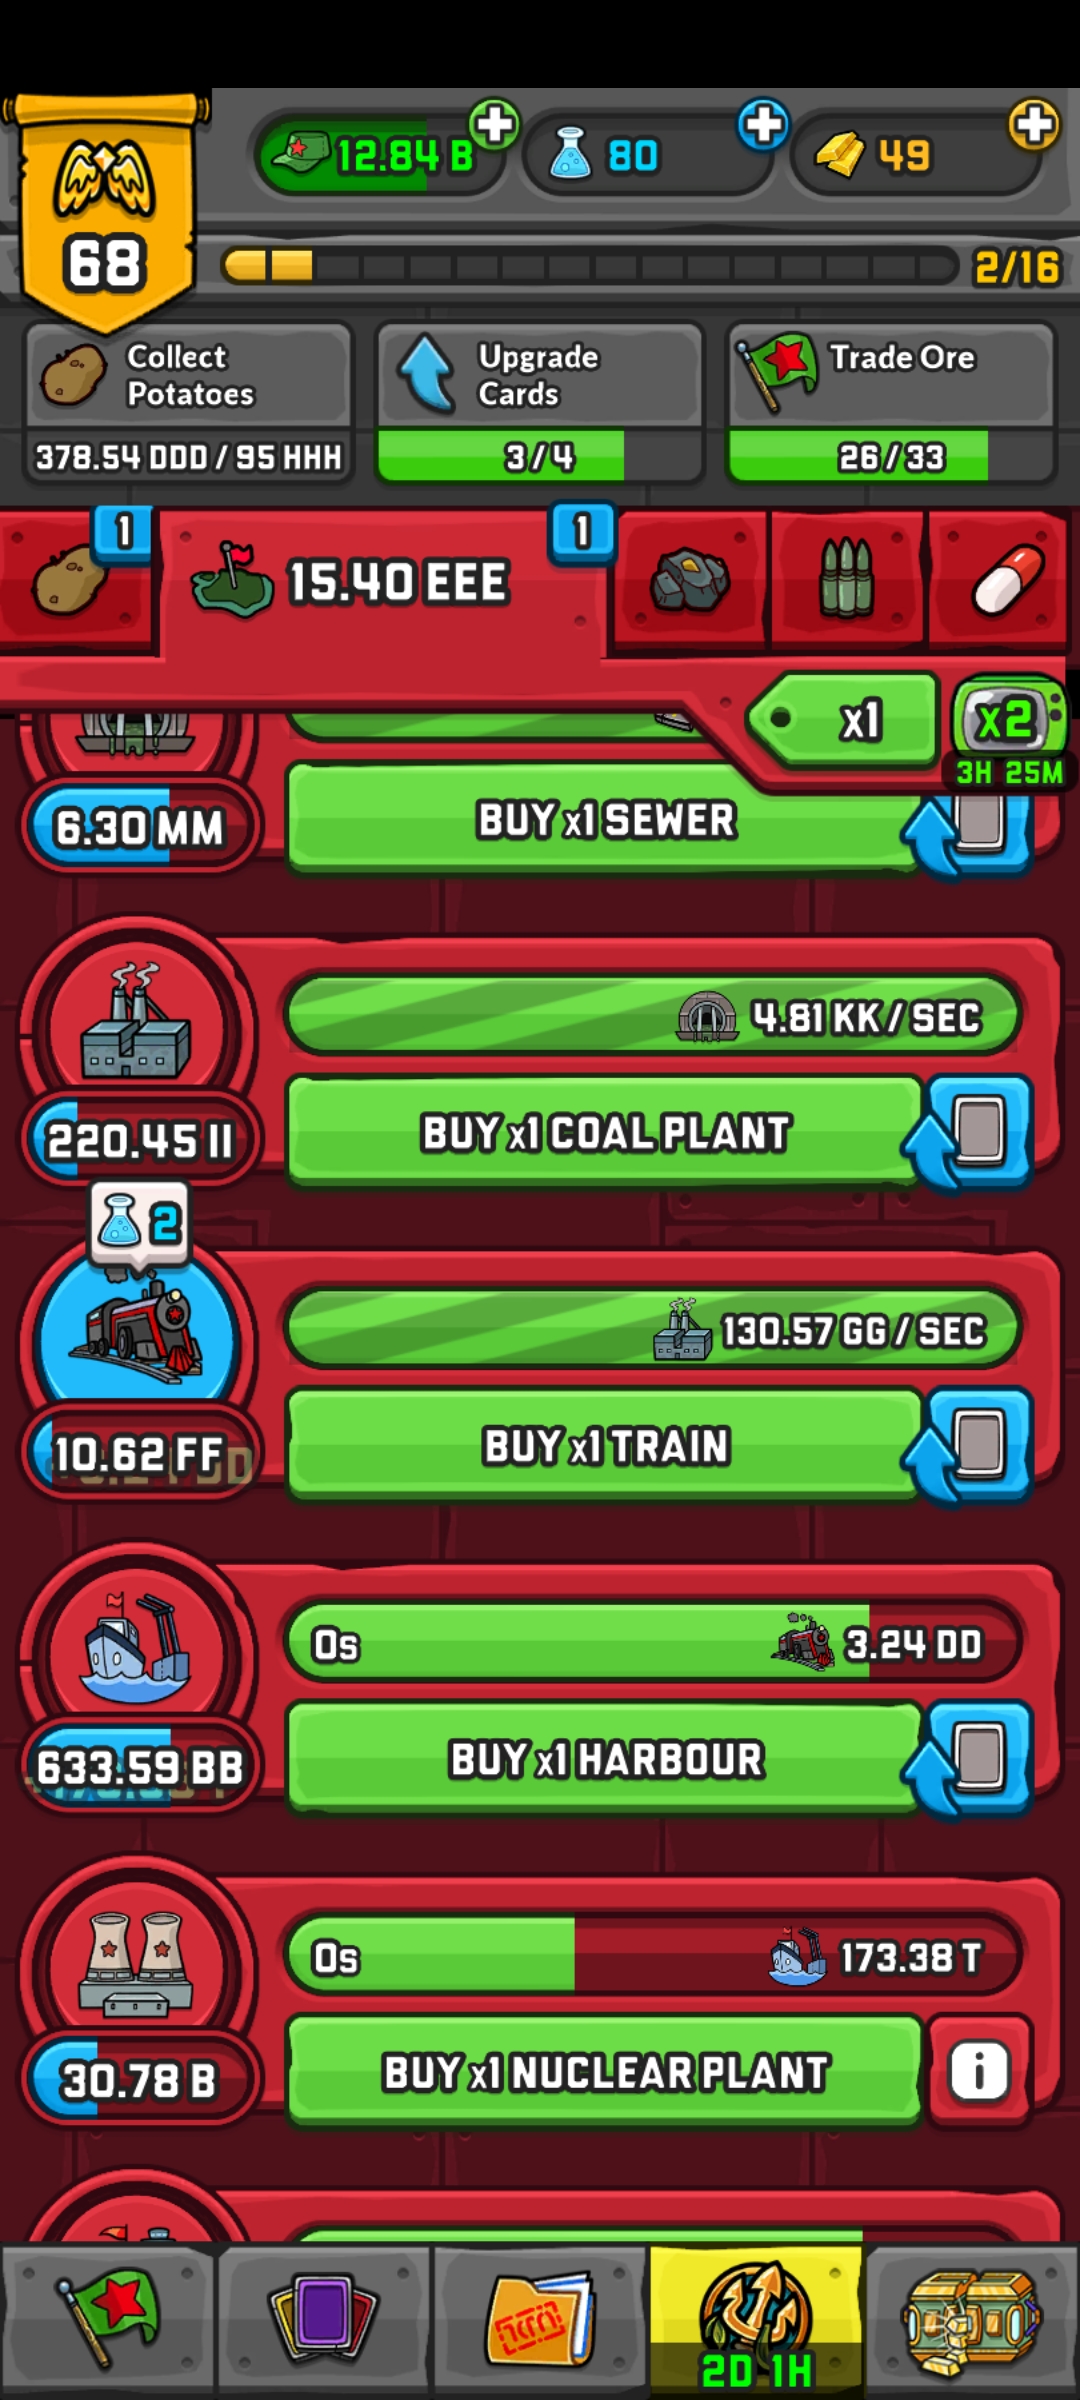 12.84 B
80
49
68
2/16
Collect Potatoes
378.54 DDD / 95 HHH
Upgrade Cards
3/4
Trade Ore
26/33
1
15.40 EEE
1
x1
x2
3H 25M
6.30 MM
BUY x1 SEWER
4.81 KK / SEC
220.45 II
BUY x1 COAL PLANT
2
130.57 GG / SEC
10.62 FF
BUY x1 TRAIN
0s
3.24 DD
633.59 BB
BUY x1 HARBOUR
0s
173.38 T
30.78 B
BUY x1 NUCLEAR PLANT
i
2D 1H